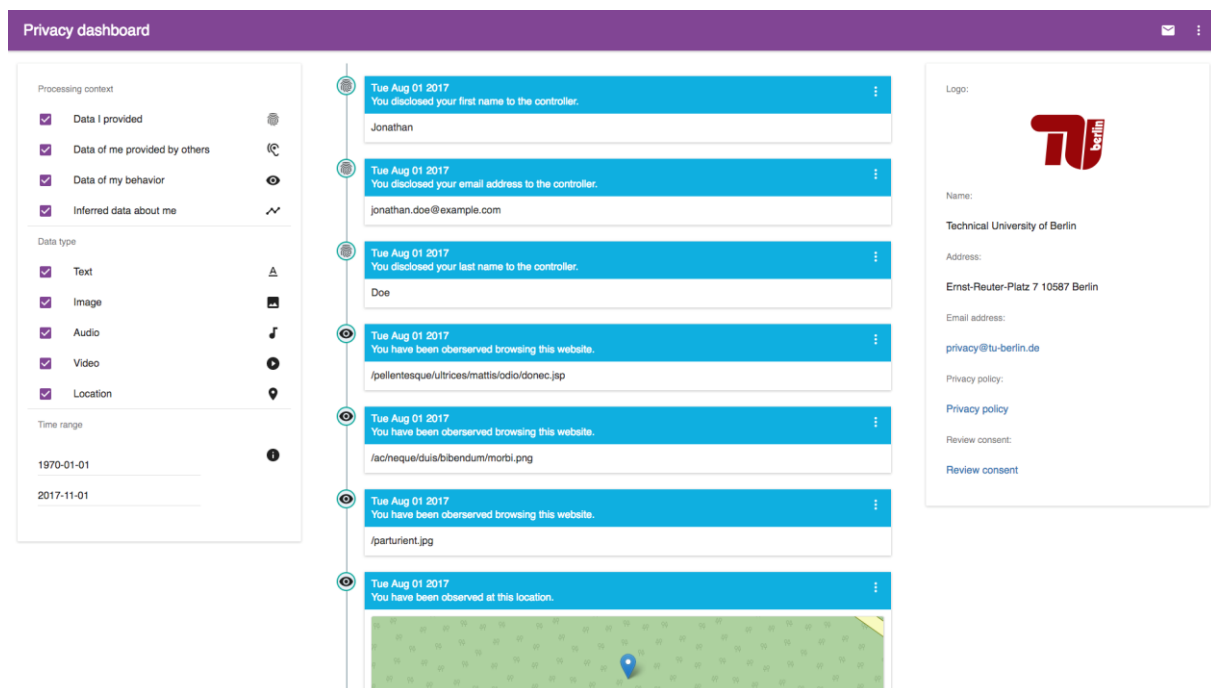 Privacy dashboard
Processing context
Data I provided
Data of me provided by others
Data of my behavior
Inferred data about me
Data type
Text
Image
Audio
Video
Location
Time range
1970-01-01
2017-11-01
Tue Aug 01 2017
You disclosed your first name to the controller.
Jonathan
Tue Aug 01 2017
You disclosed your email address to the controller.
jonathan.doe@example.com
Tue Aug 01 2017
You disclosed your last name to the controller.
Doe
Tue Aug 01 2017
You have been oberserved browsing this website.
/pellentesque/ultrices/mattis/odio/donec.jsp
Tue Aug 01 2017
You have been oberserved browsing this website.
/ac/neque/duis/bibendum/morbi.png
Tue Aug 01 2017
You have been oberserved browsing this website.
/parturient.jpg
Tue Aug 01 2017
You have been observed at this location.
Logo:
TU berlin
Name:
Technical University of Berlin
Address:
Ernst-Reuter-Platz 7 10587 Berlin
Email address:
privacy@tu-berlin.de
Privacy policy:
Privacy policy
Review consent:
Review consent